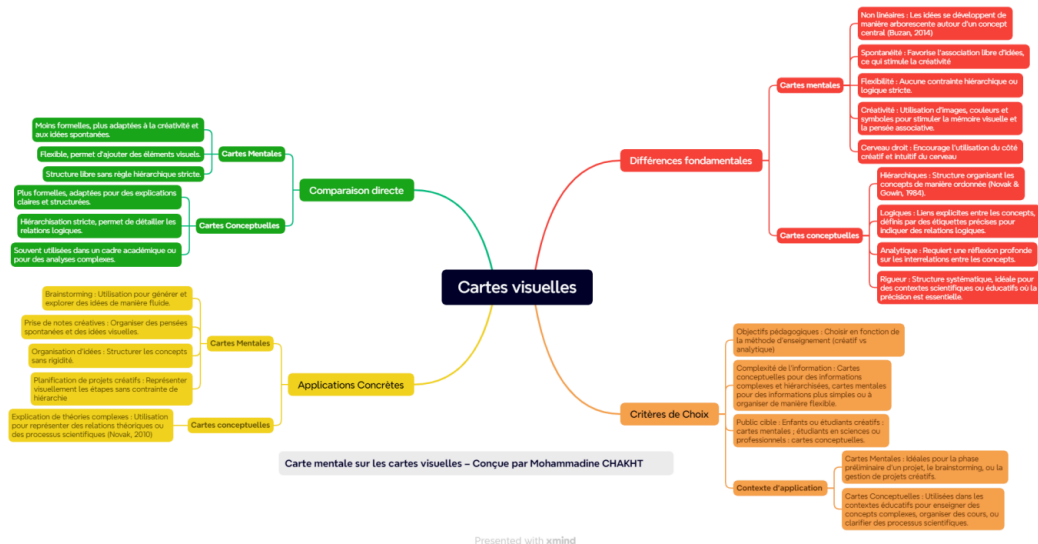 Cartes visuelles
Différences fondamentales
Cartes mentales
Non linéaires : Les idées se développent de
manière arborescente autour d'un concept
central (Buzan, 2014)
Spontanéité : Favorise l'association libre d'idées,
ce qui stimule la créativité
Flexibilité : Aucune contrainte hiérarchique ou
logique stricte.
Créativité : Utilisation d'images, couleurs et
symboles pour stimuler la mémoire visuelle et
la pensée associative.
Cerveau droit : Encourage l'utilisation du côté
créatif et intuitif du cerveau
Cartes conceptuelles
Hiérarchiques : Structure organisant les
concepts de manière ordonnée (Novak &
Gowin, 1984).
Logiques : Liens explicites entre les concepts,
définis par des étiquettes précises pour
indiquer des relations logiques.
Analytique : Requiert une réflexion profonde
sur les interrelations entre les concepts.
Rigueur : Structure systématique, idéale pour
des contextes scientifiques ou éducatifs où la
précision est essentielle.
Critères de Choix
Objectifs pédagogiques : Choisir en fonction de
la méthode d'enseignement (créatif vs
analytique)
Complexité de l'information : Cartes
conceptuelles pour des informations
complexes et hiérarchisées, cartes mentales
pour des informations plus simples ou à
organiser de manière flexible.
Public cible : Enfants ou étudiants créatifs :
cartes mentales ; étudiants en sciences ou
professionnels : cartes conceptuelles.
Contexte d'application
Cartes Mentales : Idéales pour la phase
préliminaire d'un projet, le brainstorming, ou la
gestion de projets créatifs.
Cartes Conceptuelles : Utilisées dans les
contextes éducatifs pour enseigner des
concepts complexes, organiser des cours, ou
clarifier des processus scientifiques.
Comparaison directe
Cartes Mentales
Moins formelles, plus adaptées à la créativité et
aux idées spontanées.
Flexible, permet d'ajouter des éléments visuels.
Structure libre sans règle hiérarchique stricte.
Cartes Conceptuelles
Plus formelles, adaptées pour des explications
claires et structurées.
Hiérarchisation stricte, permet de détailler les
relations logiques.
Souvent utilisées dans un cadre académique ou
pour des analyses complexes.
Applications Concrètes
Cartes Mentales
Brainstorming : Utilisation pour générer et
explorer des idées de manière fluide.
Prise de notes créatives : Organiser des pensées
spontanées et des idées visuelles.
Organisation d'idées : Structurer les concepts
sans rigidité.
Planification de projets créatifs : Représenter
visuellement les étapes sans contrainte de
hiérarchie
Cartes conceptuelles
Explication de théories complexes : Utilisation
pour représenter des relations théoriques ou
des processus scientifiques (Novak, 2010)
Carte mentale sur les cartes visuelles – Conçue par Mohammadine CHAKHT
Presented with xmind